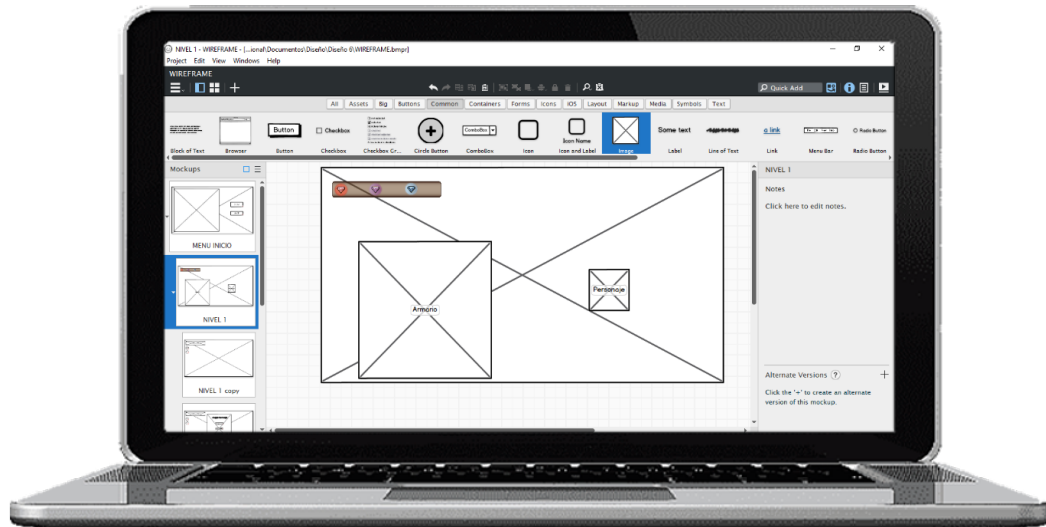 NIVEL 1 - WIREFRAME - [...ional\Documentos\Diseño\Diseño 6\WIREFRAME.bmpr]
Project Edit View Windows Help
WIREFRAME
Quick Add
All Assets Big Buttons Common Containers Forms Icons iOS Layout Markup Media Symbols Text
Button Checkbox ComboBox Icon Name Some text a link Radio Button
Block of Text Browser Button Checkbox Checkbox Gr... Circle Button ComboBox Icon Icon and Label Image Label Line of Text Link Menu Bar Radio Button
Mockups
MENU INICIO
NIVEL 1
NIVEL 1 copy
Armario
Personaje
NIVEL 1
Notes
Click here to edit notes.
Alternate Versions ?
Click the '+' to create an alternate
version of this mockup.